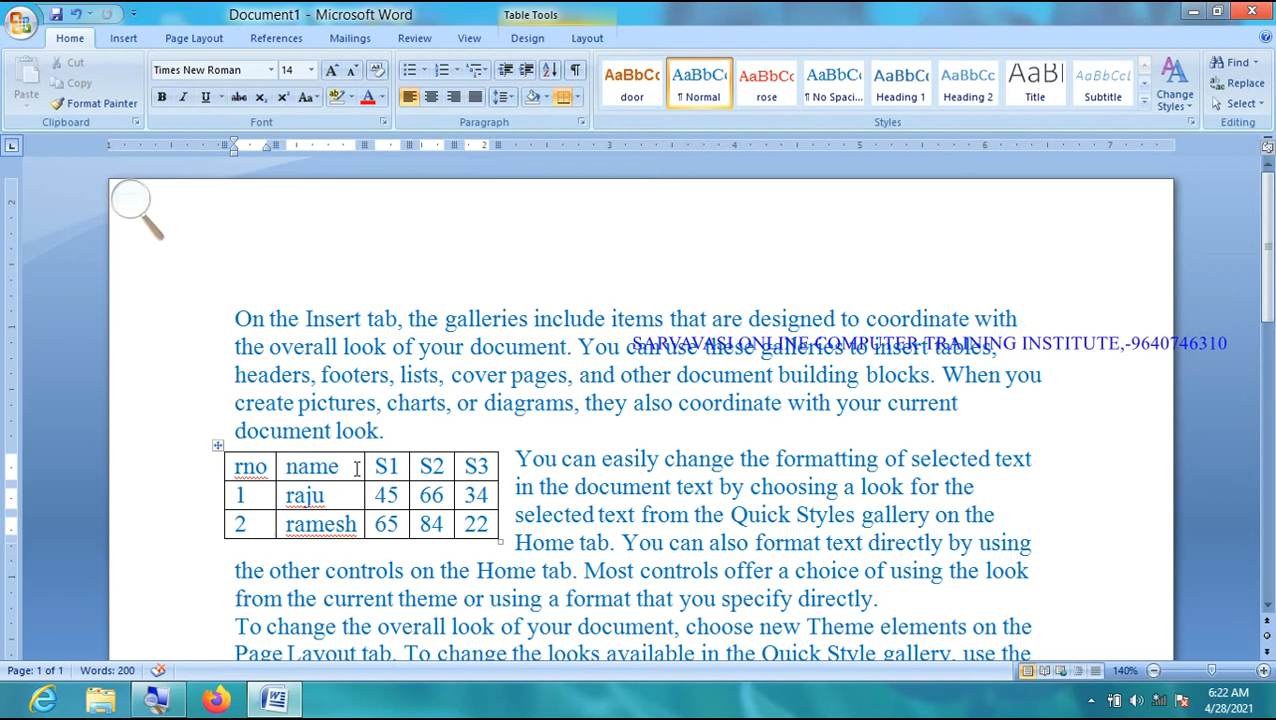 Document1 - Microsoft Word
Table Tools
Home Insert Page Layout References Mailings Review View Design Layout
Paste
Cut
Copy
Format Painter
Clipboard
Times New Roman 14
Font
Paragraph
AaBbCc AaBbCc AaBbCc AaBbCc AaBbCc AaBbCc AaBl AaBbCcl
door ¶ Normal rose ¶ No Spaci... Heading 1 Heading 2 Title Subtitle
Change Styles
Styles
Find
Replace
Select
Editing
1 1 2 3 4 5 6 7
On the Insert tab, the galleries include items that are designed to coordinate with
the overall look of your document. You can use these galleries to insert tables,
SARVAVASI ONLINE COMPUTER TRAINING INSTITUTE,-9640746310
headers, footers, lists, cover pages, and other document building blocks. When you
create pictures, charts, or diagrams, they also coordinate with your current
document look.
rno name S1 S2 S3
1 raju 45 66 34
2 ramesh 65 84 22
You can easily change the formatting of selected text
in the document text by choosing a look for the
selected text from the Quick Styles gallery on the
Home tab. You can also format text directly by using
the other controls on the Home tab. Most controls offer a choice of using the look
from the current theme or using a format that you specify directly.
To change the overall look of your document, choose new Theme elements on the
Page Layout tab. To change the looks available in the Quick Style gallery, use the
Page: 1 of 1 Words: 200 140%
6:22 AM
4/28/2021